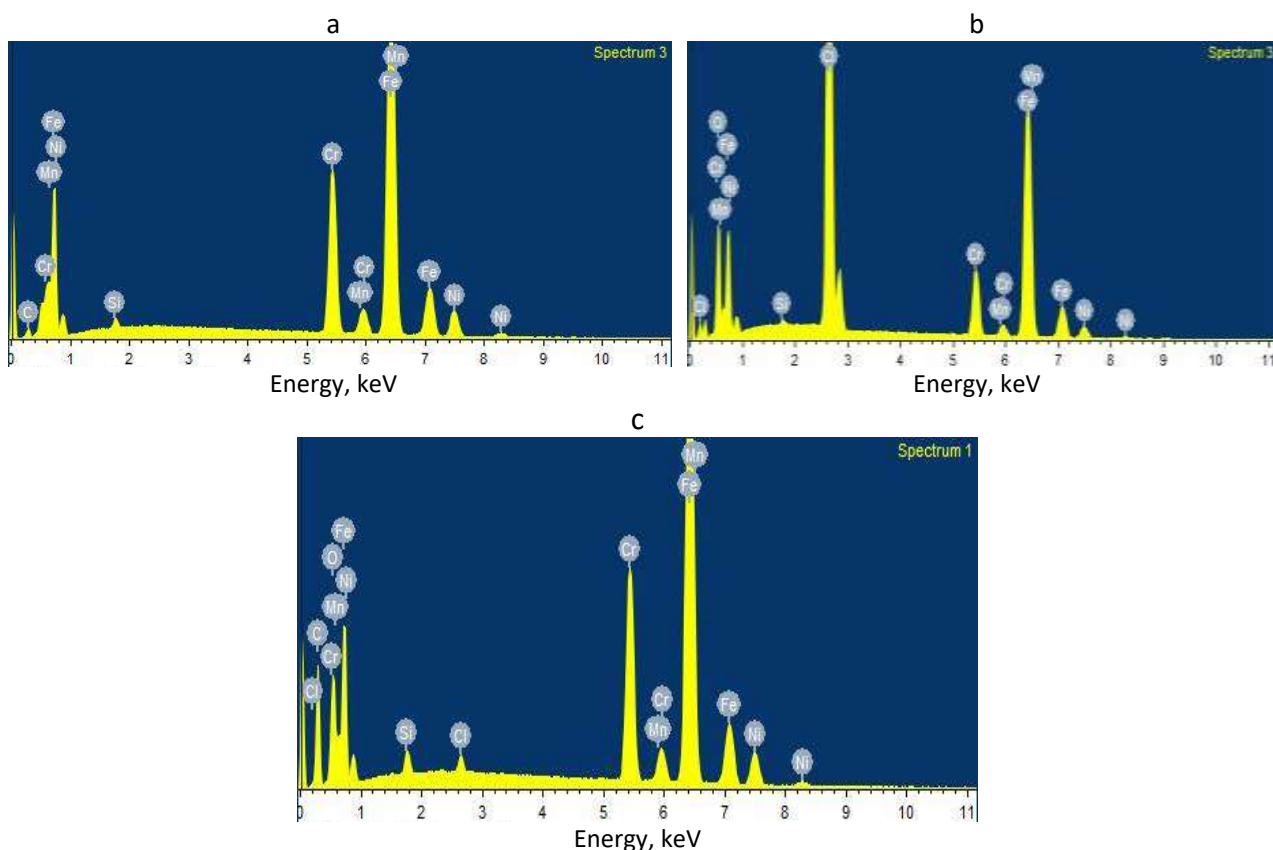 a
Spectrum 3
Mn
Fe
Fe
Ni
Mn
Cr
Cr
Cr
Mn
Fe
Ni
Ni
Si
C
0 1 2 3 4 5 6 7 8 9 10 11
Energy, keV
b
Spectrum 3
Cl
Mn
Fe
O
Fe
Cr
Ni
Mn
Cr
Cr
Mn
Fe
Ni
Cl
Si
0 1 2 3 4 5 6 7 8 9 10 11
Energy, keV
c
Spectrum 1
Mn
Fe
Fe
O
Ni
Mn
C
Cr
Cl
Cr
Cr
Mn
Fe
Ni
Ni
Si
Cl
0 1 2 3 4 5 6 7 8 9 10 11
Energy, keV